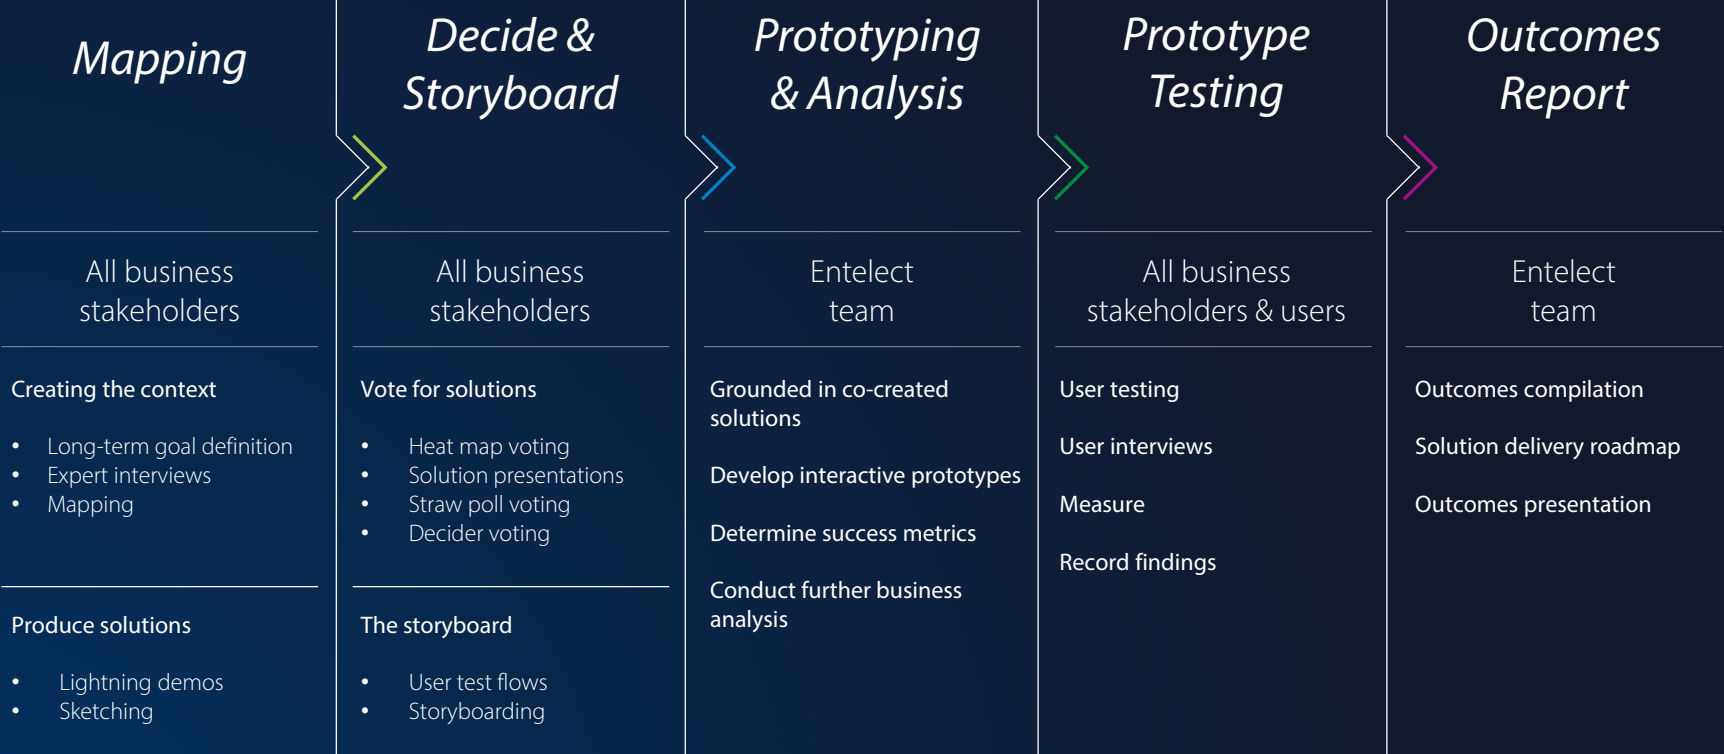 Mapping
All business
stakeholders
Creating the context
• Long-term goal definition
• Expert interviews
• Mapping
Produce solutions
• Lightning demos
• Sketching
Decide &
Storyboard
All business
stakeholders
Vote for solutions
• Heat map voting
• Solution presentations
• Straw poll voting
• Decider voting
The storyboard
• User test flows
• Storyboarding
Prototyping
& Analysis
Entelect
team
Grounded in co-created
solutions
Develop interactive prototypes
Determine success metrics
Conduct further business
analysis
Prototype
Testing
All business
stakeholders & users
User testing
User interviews
Measure
Record findings
Outcomes
Report
Entelect
team
Outcomes compilation
Solution delivery roadmap
Outcomes presentation